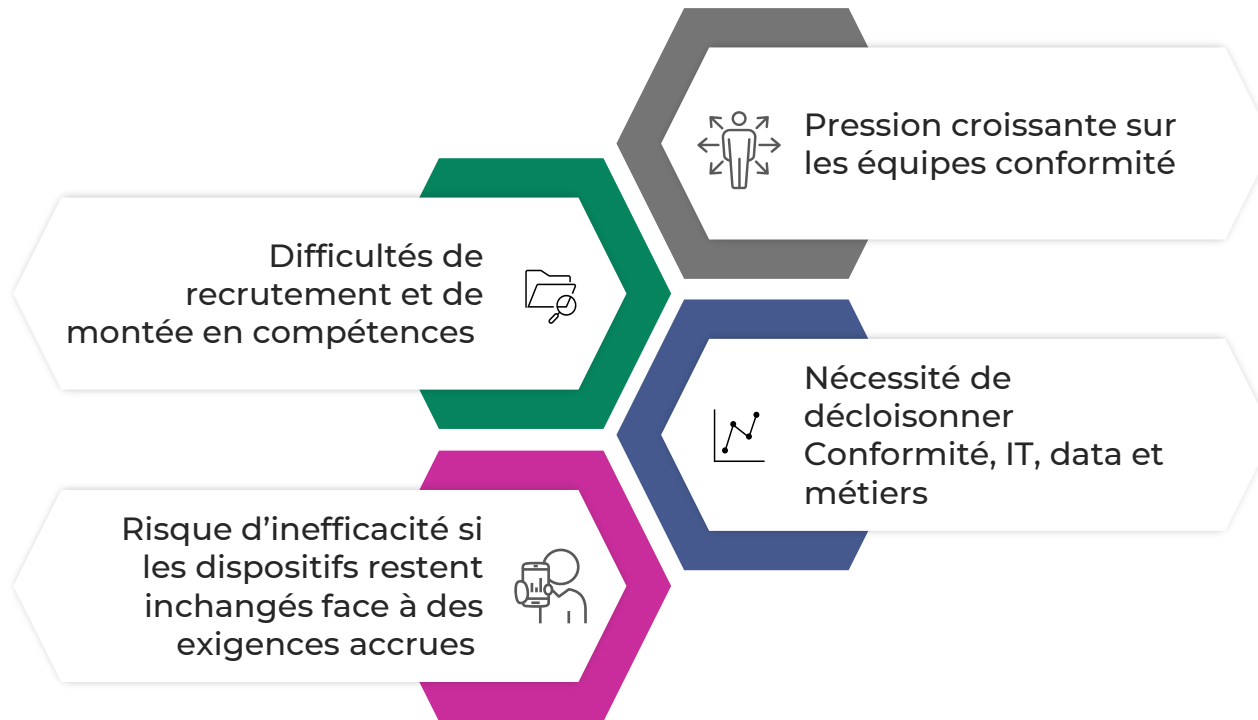 Pression croissante sur
les équipes conformité
Difficultés de
recrutement et de
montée en compétences
Nécessité de
décloisonner
Conformité, IT, data et
métiers
Risque d’inefficacité si
les dispositifs restent
inchangés face à des
exigences accrues